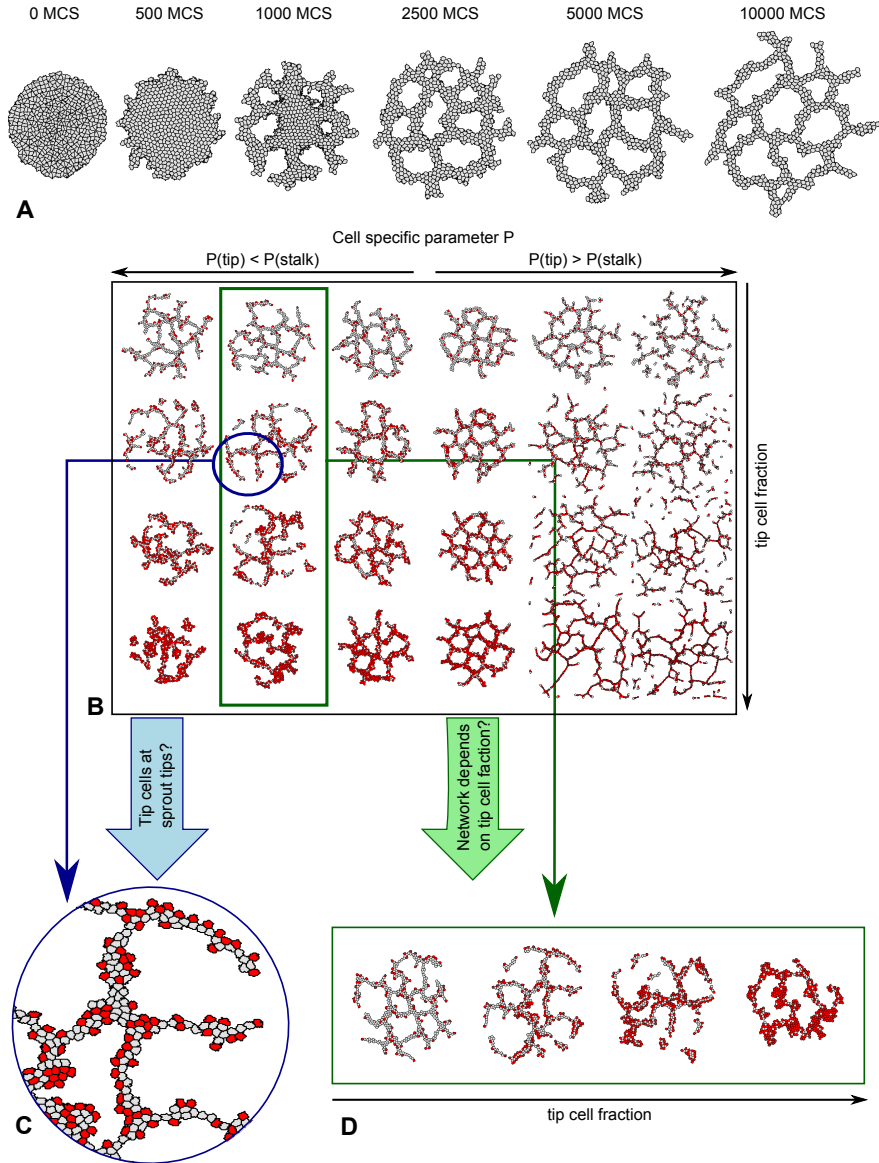 0 MCS 500 MCS 1000 MCS 2500 MCS 5000 MCS 10000 MCS
A
Cell specific parameter P
P(tip) < P(stalk) P(tip) > P(stalk)
tip cell fraction
B
Tip cells at
sprout tips?
Network depends
on tip cell faction?
C
D
tip cell fraction